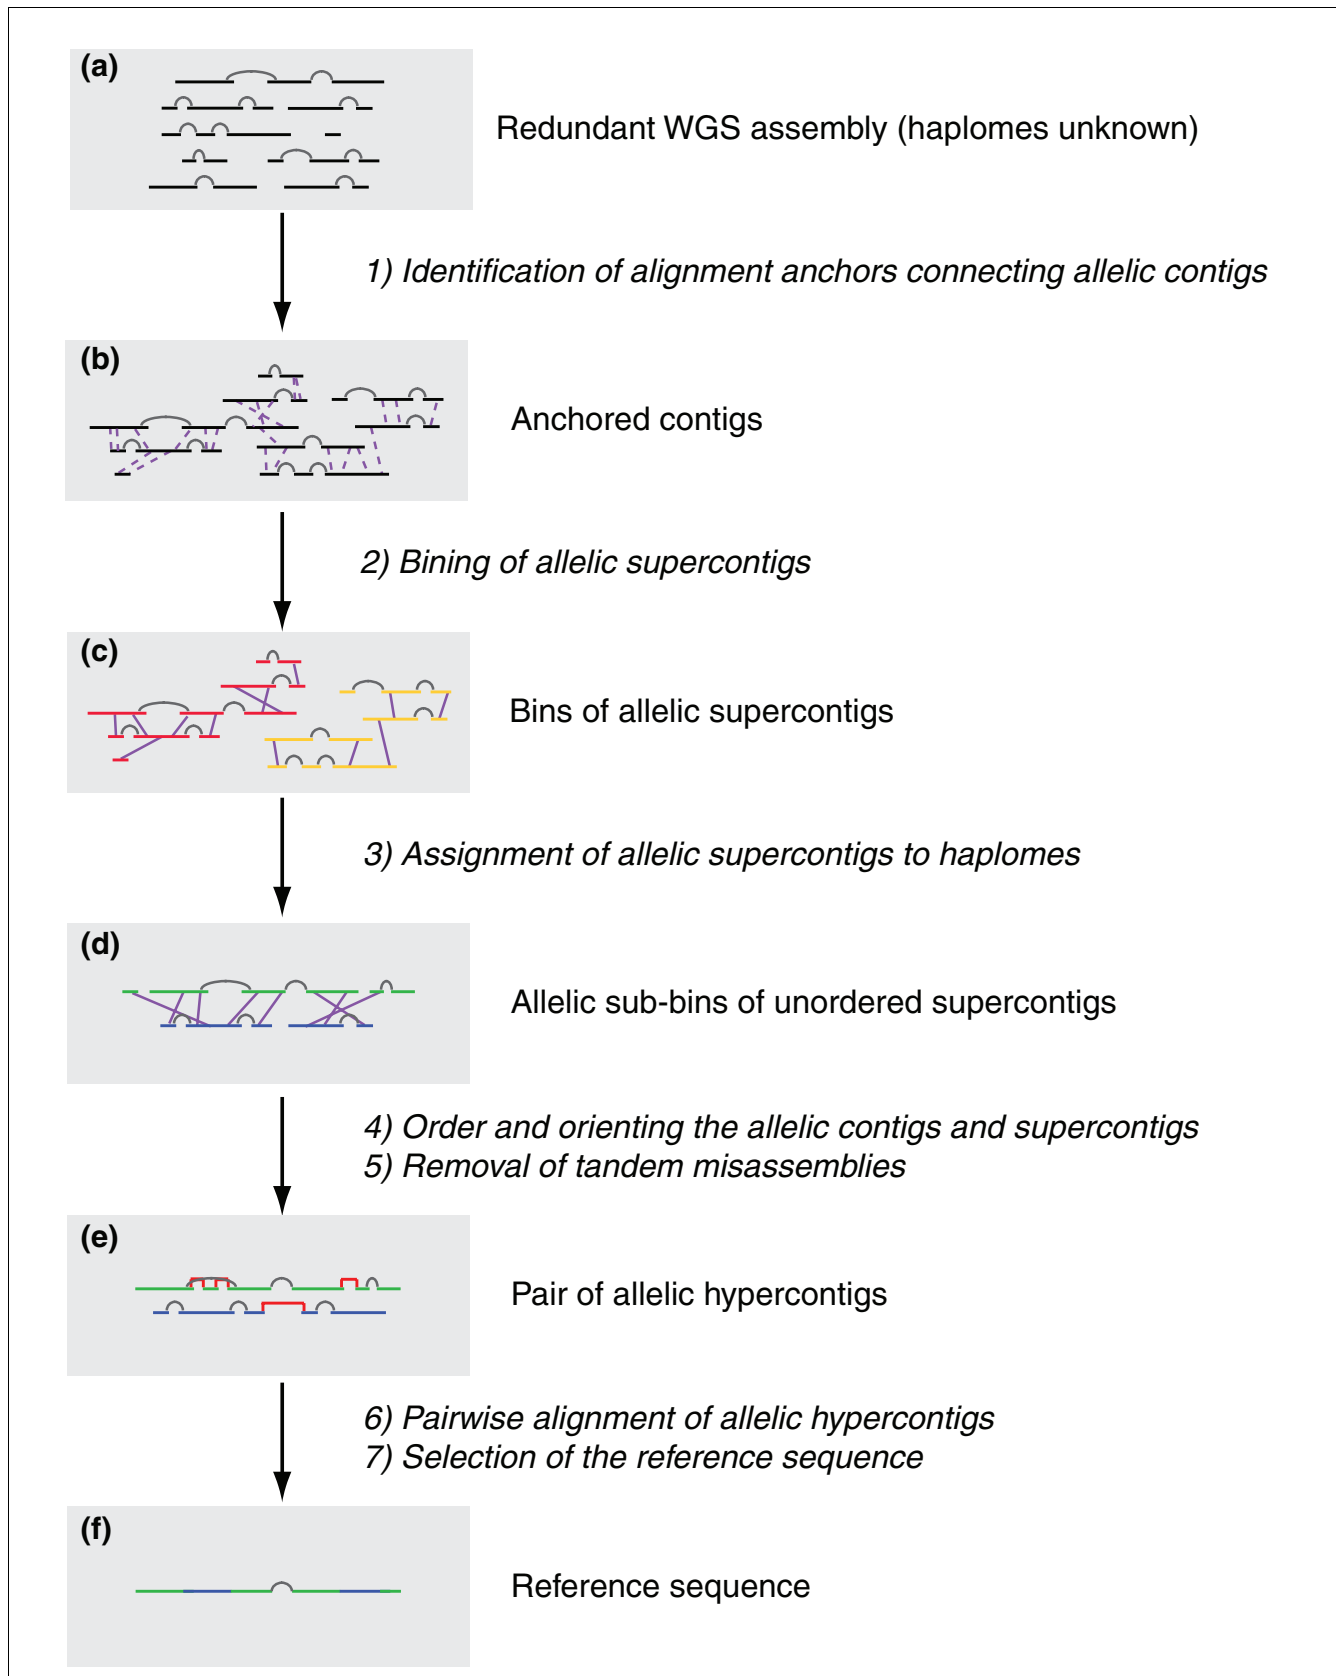 (a)
Redundant WGS assembly (haplomes unknown)
1) Identification of alignment anchors connecting allelic contigs
(b)
Anchored contigs
2) Bining of allelic supercontigs
(c)
Bins of allelic supercontigs
3) Assignment of allelic supercontigs to haplomes
(d)
Allelic sub-bins of unordered supercontigs
4) Order and orienting the allelic contigs and supercontigs
5) Removal of tandem misassemblies
(e)
Pair of allelic hypercontigs
6) Pairwise alignment of allelic hypercontigs
7) Selection of the reference sequence
(f)
Reference sequence